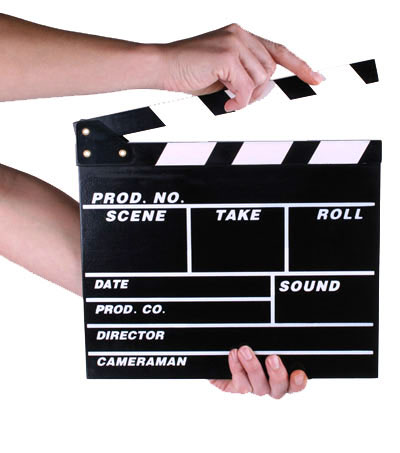 PROD. NO.
SCENE TAKE ROLL
DATE SOUND
PROD. CO.
DIRECTOR
CAMERAMAN